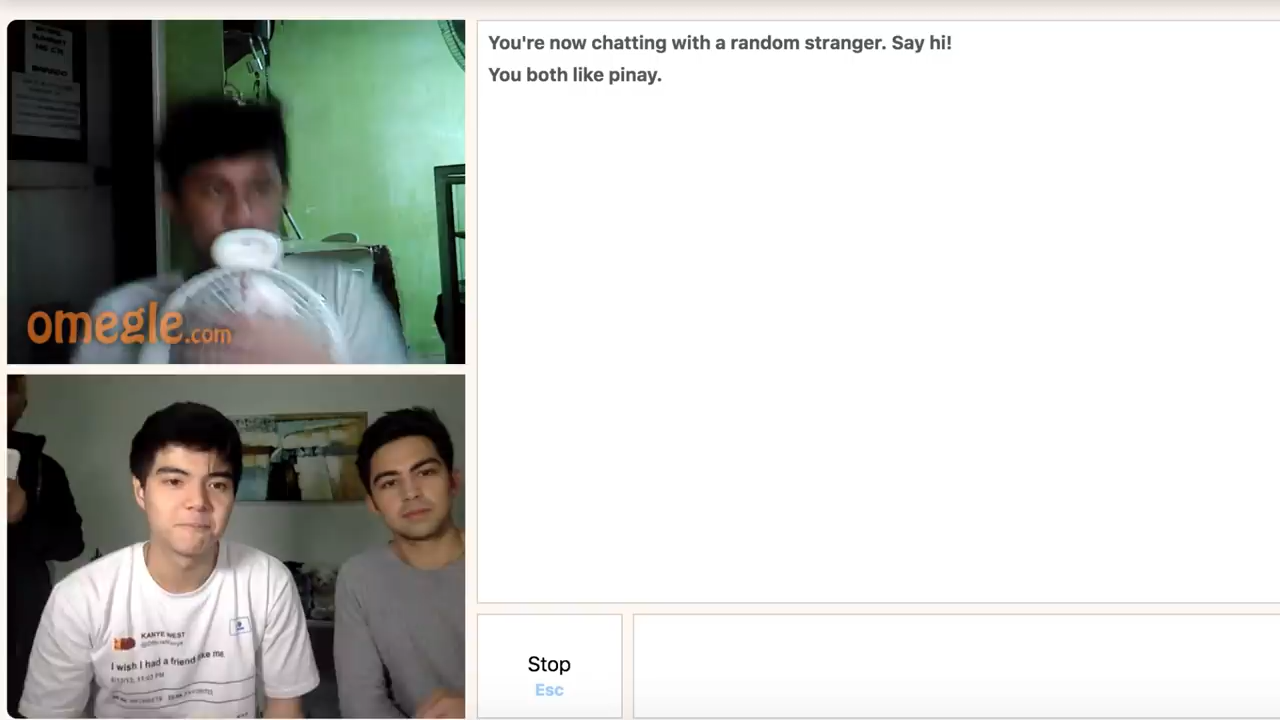 You're now chatting with a random stranger. Say hi!
You both like pinay.
omegle.com
KANYE WEST
I wish I had a friend like me
Stop
Esc